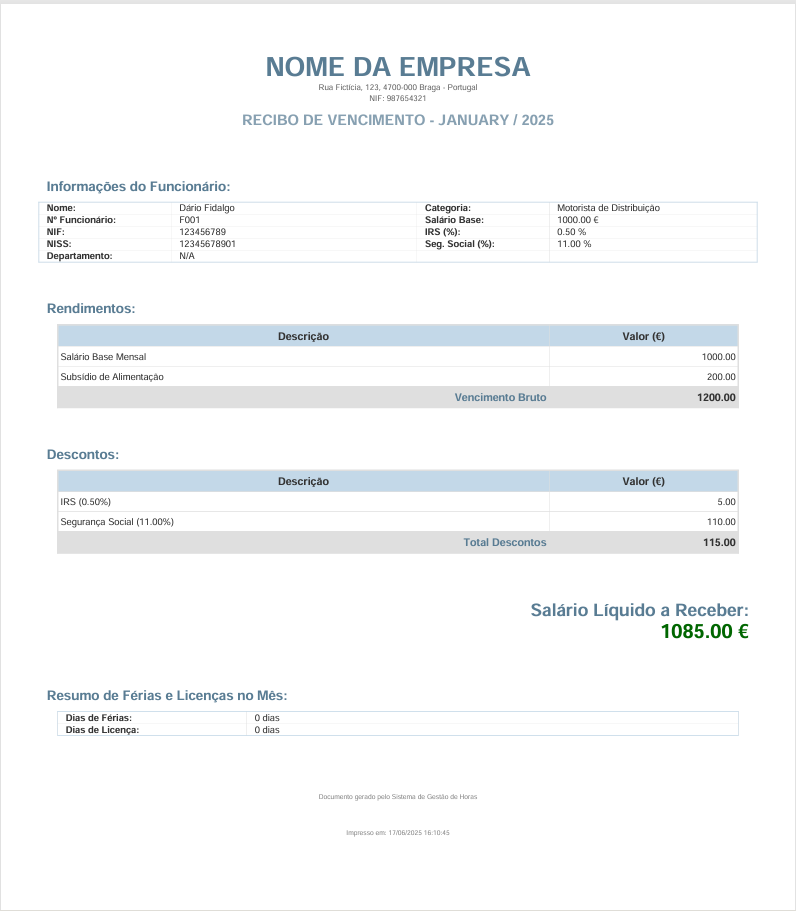 NOME DA EMPRESA
Rua Fictícia, 123, 4700-000 Braga - Portugal
NIF: 987654321
RECIBO DE VENCIMENTO - JANUARY / 2025
Informações do Funcionário:
Nome: Dário Fidalgo Categoria: Motorista de Distribuição
Nº Funcionário: F001 Salário Base: 1000.00 €
NIF: 123456789 IRS (%): 0.50 %
NISS: 12345678901 Seg. Social (%): 11.00 %
Departamento: N/A
Rendimentos:
Descrição Valor (€)
Salário Base Mensal 1000.00
Subsídio de Alimentação 200.00
Vencimento Bruto 1200.00
Descontos:
Descrição Valor (€)
IRS (0.50%) 5.00
Segurança Social (11.00%) 110.00
Total Descontos 115.00
Salário Líquido a Receber:
1085.00 €
Resumo de Férias e Licenças no Mês:
Dias de Férias: 0 dias
Dias de Licença: 0 dias
Documento gerado pelo Sistema de Gestão de Horas
Impresso em: 17/06/2025 16:10:45